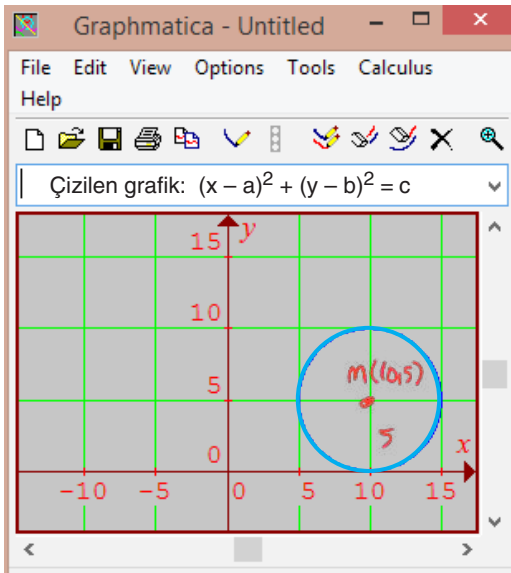 Graphmatica - Untitled
File Edit View Options Tools Calculus
Help
Çizilen grafik: (x – a)² + (y – b)² = c
15 y
10
M(10,5)
5
5
0 x
-10 -5 0 5 10 15